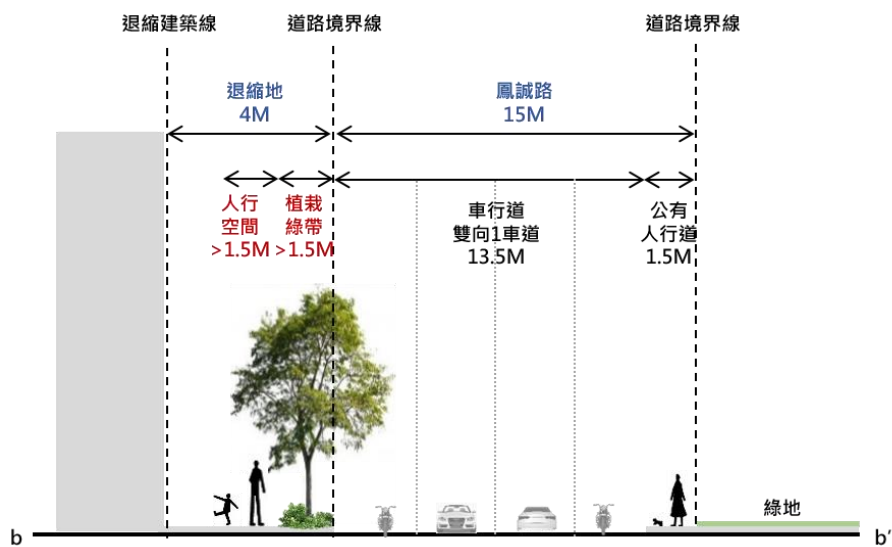 退縮建築線
道路境界線
道路境界線
退縮地
4M
鳳誠路
15M
人行
空間
>1.5M
植栽
綠帶
>1.5M
車行道
雙向1車道
13.5M
公有
人行道
1.5M
綠地
b
b'